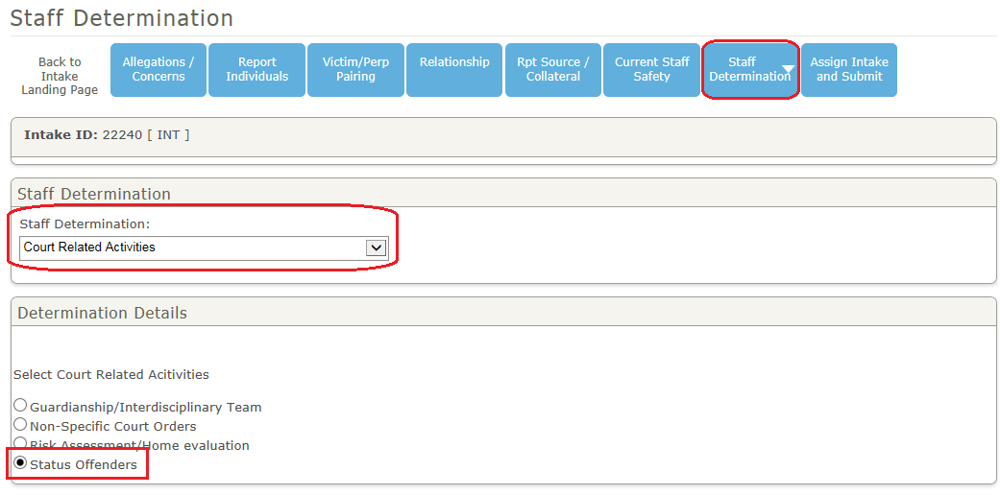 Staff Determination
Back to
Intake
Landing Page
Allegations /
Concerns
Report
Individuals
Victim/Perp
Pairing
Relationship
Rpt Source /
Collateral
Current Staff
Safety
Staff
Determination
Assign Intake
and Submit
Intake ID: 22240 [ INT ]
Staff Determination
Staff Determination:
Court Related Activities
Determination Details
Select Court Related Acitivities
Guardianship/Interdisciplinary Team
Non-Specific Court Orders
Risk Assessment/Home evaluation
Status Offenders